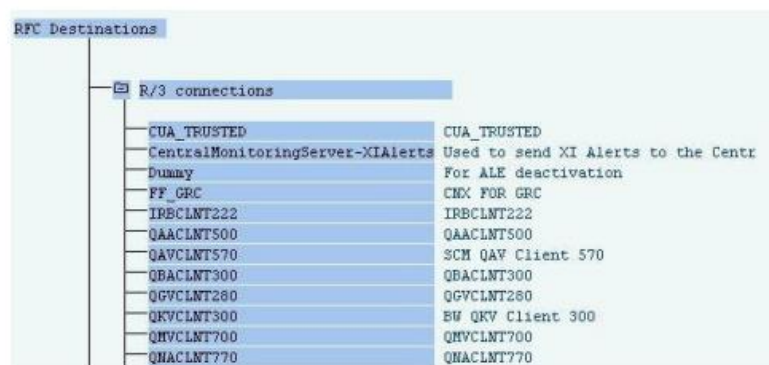 RFC Destinations
R/3 connections
CUA_TRUSTED CUA_TRUSTED
CentralMonitoringServer-XIAlerts Used to send XI Alerts to the Centr
Dummy For ALE deactivation
FF_GRC CNX FOR GRC
IRBCLNT222 IRBCLNT222
QAACLNT500 QAACLNT500
QAVCLNT570 SCM QAV Client 570
QBACLNT300 QBACLNT300
QGVCLNT280 QGVCLNT280
QKVCLNT300 BW QKV Client 300
QMVCLNT700 QMVCLNT700
QNACLNT770 QNACLNT770